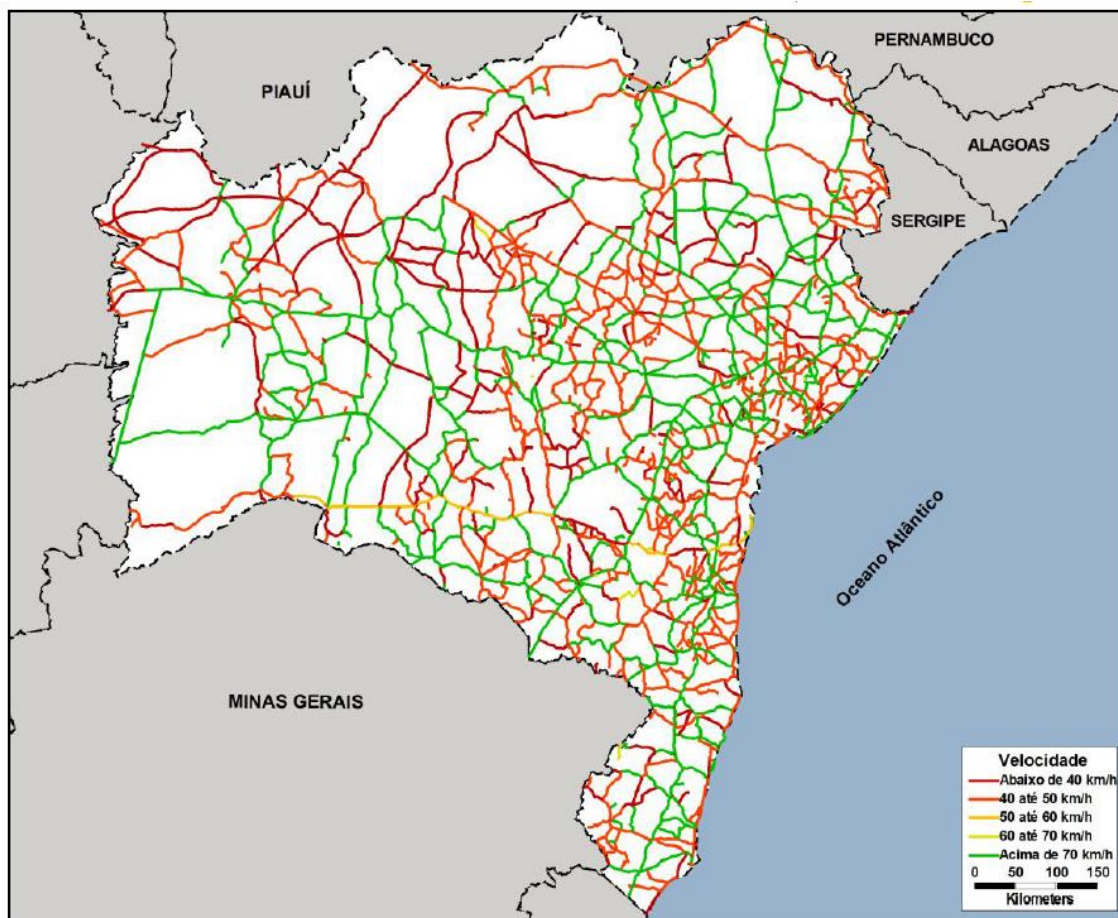 PERNAMBUCO
PIAUÍ
ALAGOAS
SERGIPE
Oceano Atlântico
MINAS GERAIS
Velocidade
Abaixo de 40 km/h
40 até 50 km/h
50 até 60 km/h
60 até 70 km/h
Acima de 70 km/h
0 50 100 150
Kilometers